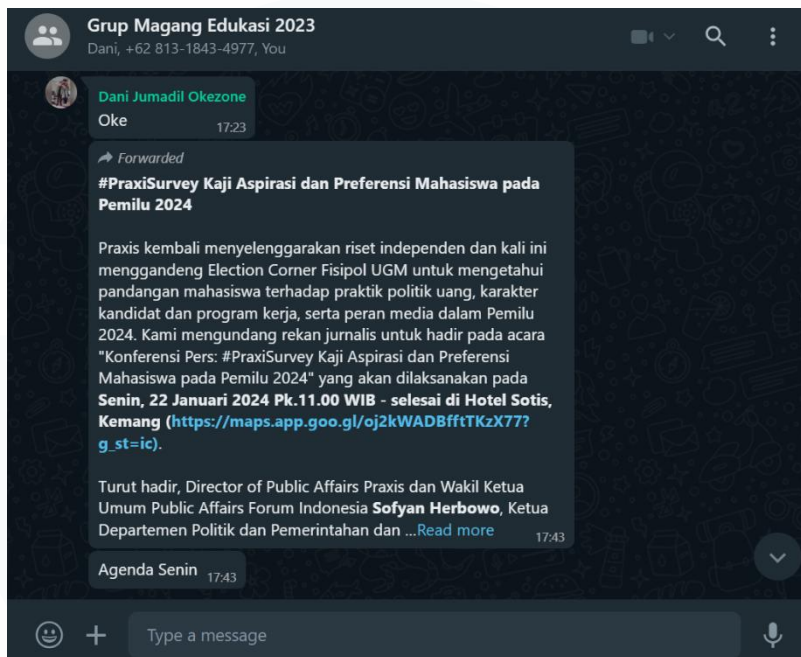 Grup Magang Edukasi 2023
Dani, +62 813-1843-4977, You
Dani Jumadil Okezone
Oke
17:23
Forwarded
#PraxiSurvey Kaji Aspirasi dan Preferensi Mahasiswa pada
Pemilu 2024
Praxis kembali menyelenggarakan riset independen dan kali ini
menggandeng Election Corner Fisipol UGM untuk mengetahui
pandangan mahasiswa terhadap praktik politik uang, karakter
kandidat dan program kerja, serta peran media dalam Pemilu
2024. Kami mengundang rekan jurnalis untuk hadir pada acara
"Konferensi Pers: #PraxiSurvey Kaji Aspirasi dan Preferensi
Mahasiswa pada Pemilu 2024" yang akan dilaksanakan pada
Senin, 22 Januari 2024 Pk.11.00 WIB - selesai di Hotel Sotis,
Kemang (https://maps.app.goo.gl/oj2kWADBfftTKzX77?
g_st=ic).
Turut hadir, Director of Public Affairs Praxis dan Wakil Ketua
Umum Public Affairs Forum Indonesia Sofyan Herbowo, Ketua
Departemen Politik dan Pemerintahan dan ...Read more
17:43
Agenda Senin 17:43
Type a message